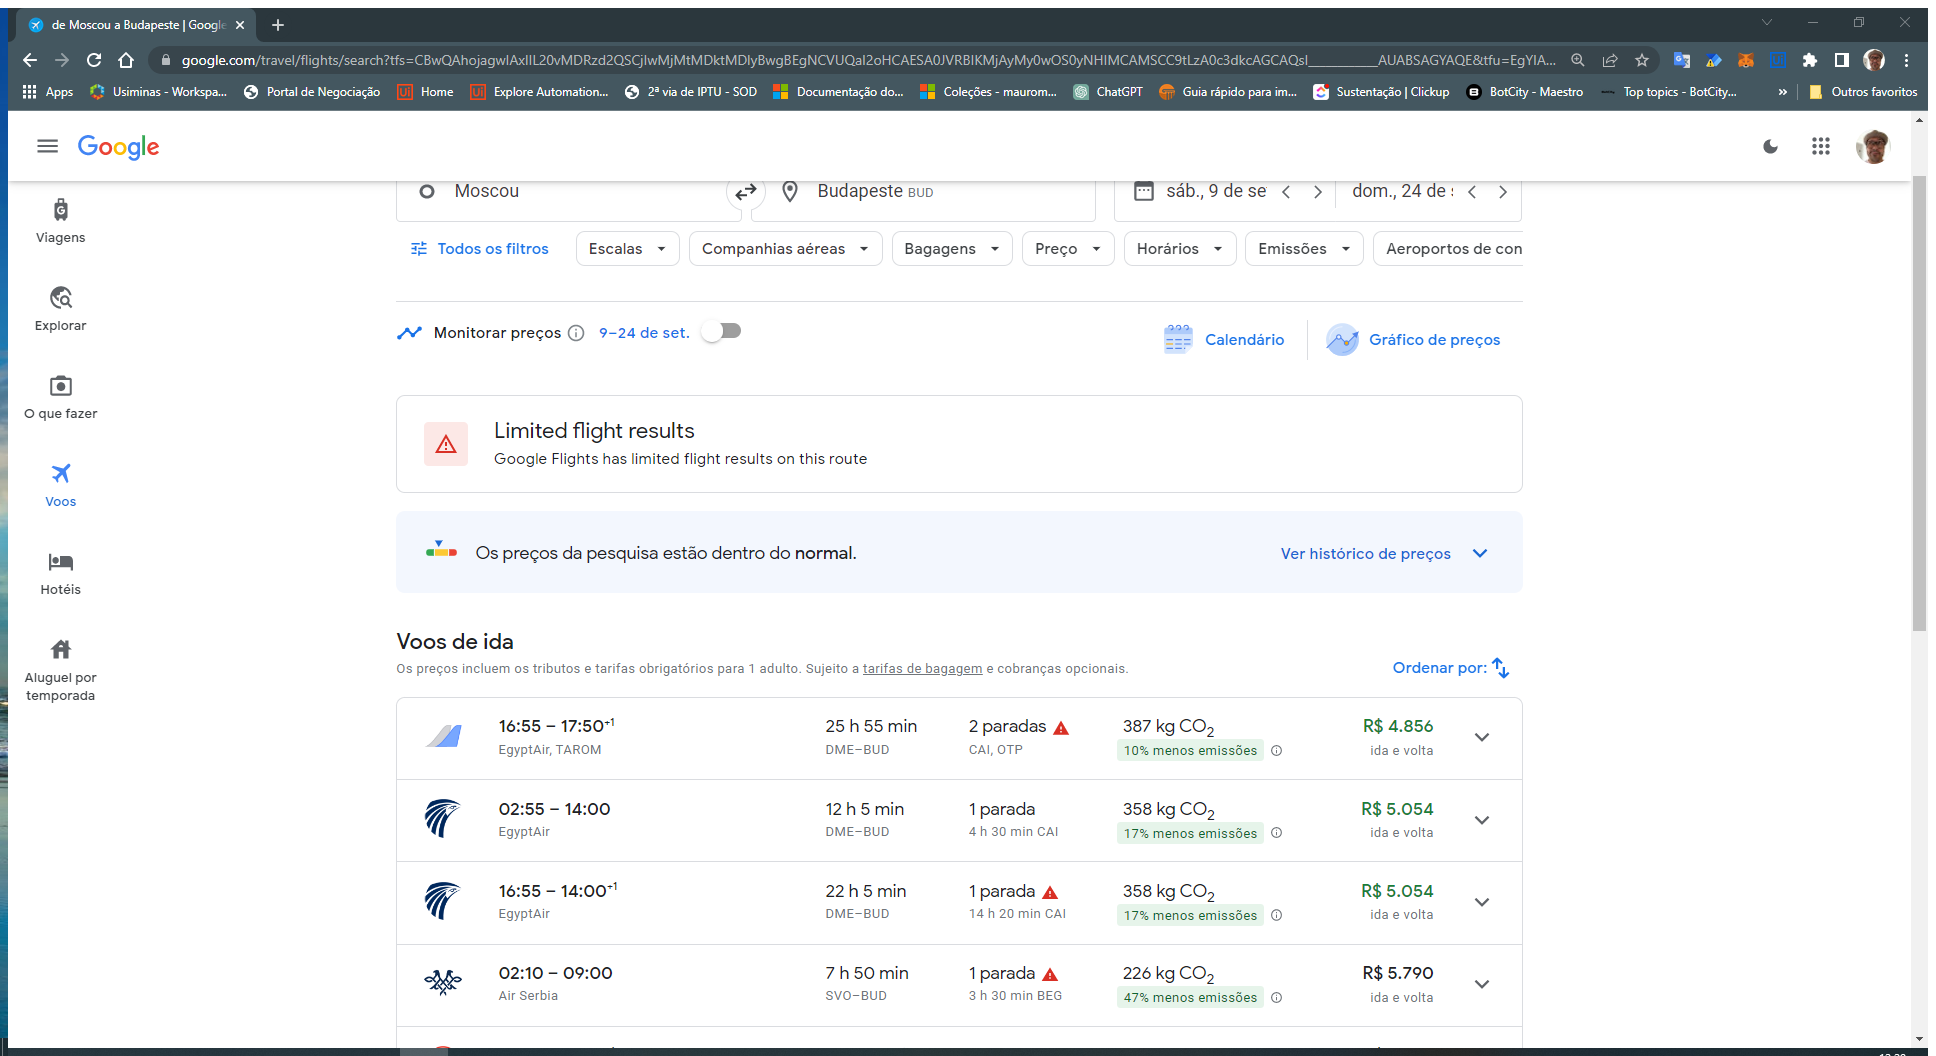 de Moscou a Budapeste | Google
google.com/travel/flights/search?tfs=CBwQAhojagwIAxIIL20vMDRzd2QSCjIwMjMtMDktMDlyBwgBEgNCVUQaI2oHCAESA0JVRBIKMjAyMy0wOS0yNHIMCAMSCC9tLzA0c3dkcAGCAQsI___________AUABSAGYAQE&tfu=EgYIA...
Apps Usiminas - Workspa... Portal de Negociação Home Explore Automation... 2ª via de IPTU - SOD Documentação do... Coleções - maurom... ChatGPT Guia rápido para im... Sustentação | Clickup BotCity - Maestro Top topics - BotCity... » Outros favoritos
Google
Moscou Budapeste BUD sáb., 9 de se dom., 24 de
Viagens
Todos os filtros Escalas Companhias aéreas Bagagens Preço Horários Emissões Aeroportos de con
Explorar
Monitorar preços 9–24 de set. Calendário Gráfico de preços
O que fazer
Limited flight results
Google Flights has limited flight results on this route
Voos
Os preços da pesquisa estão dentro do normal. Ver histórico de preços
Hotéis
Voos de ida
Os preços incluem os tributos e tarifas obrigatórios para 1 adulto. Sujeito a tarifas de bagagem e cobranças opcionais. Ordenar por:
Aluguel por
temporada
16:55 – 17:50+1 25 h 55 min 2 paradas 387 kg CO2 R$ 4.856
EgyptAir, TAROM DME–BUD CAI, OTP 10% menos emissões ida e volta
02:55 – 14:00 12 h 5 min 1 parada 358 kg CO2 R$ 5.054
EgyptAir DME–BUD 4 h 30 min CAI 17% menos emissões ida e volta
16:55 – 14:00+1 22 h 5 min 1 parada 358 kg CO2 R$ 5.054
EgyptAir DME–BUD 14 h 20 min CAI 17% menos emissões ida e volta
02:10 – 09:00 7 h 50 min 1 parada 226 kg CO2 R$ 5.790
Air Serbia SVO–BUD 3 h 30 min BEG 47% menos emissões ida e volta